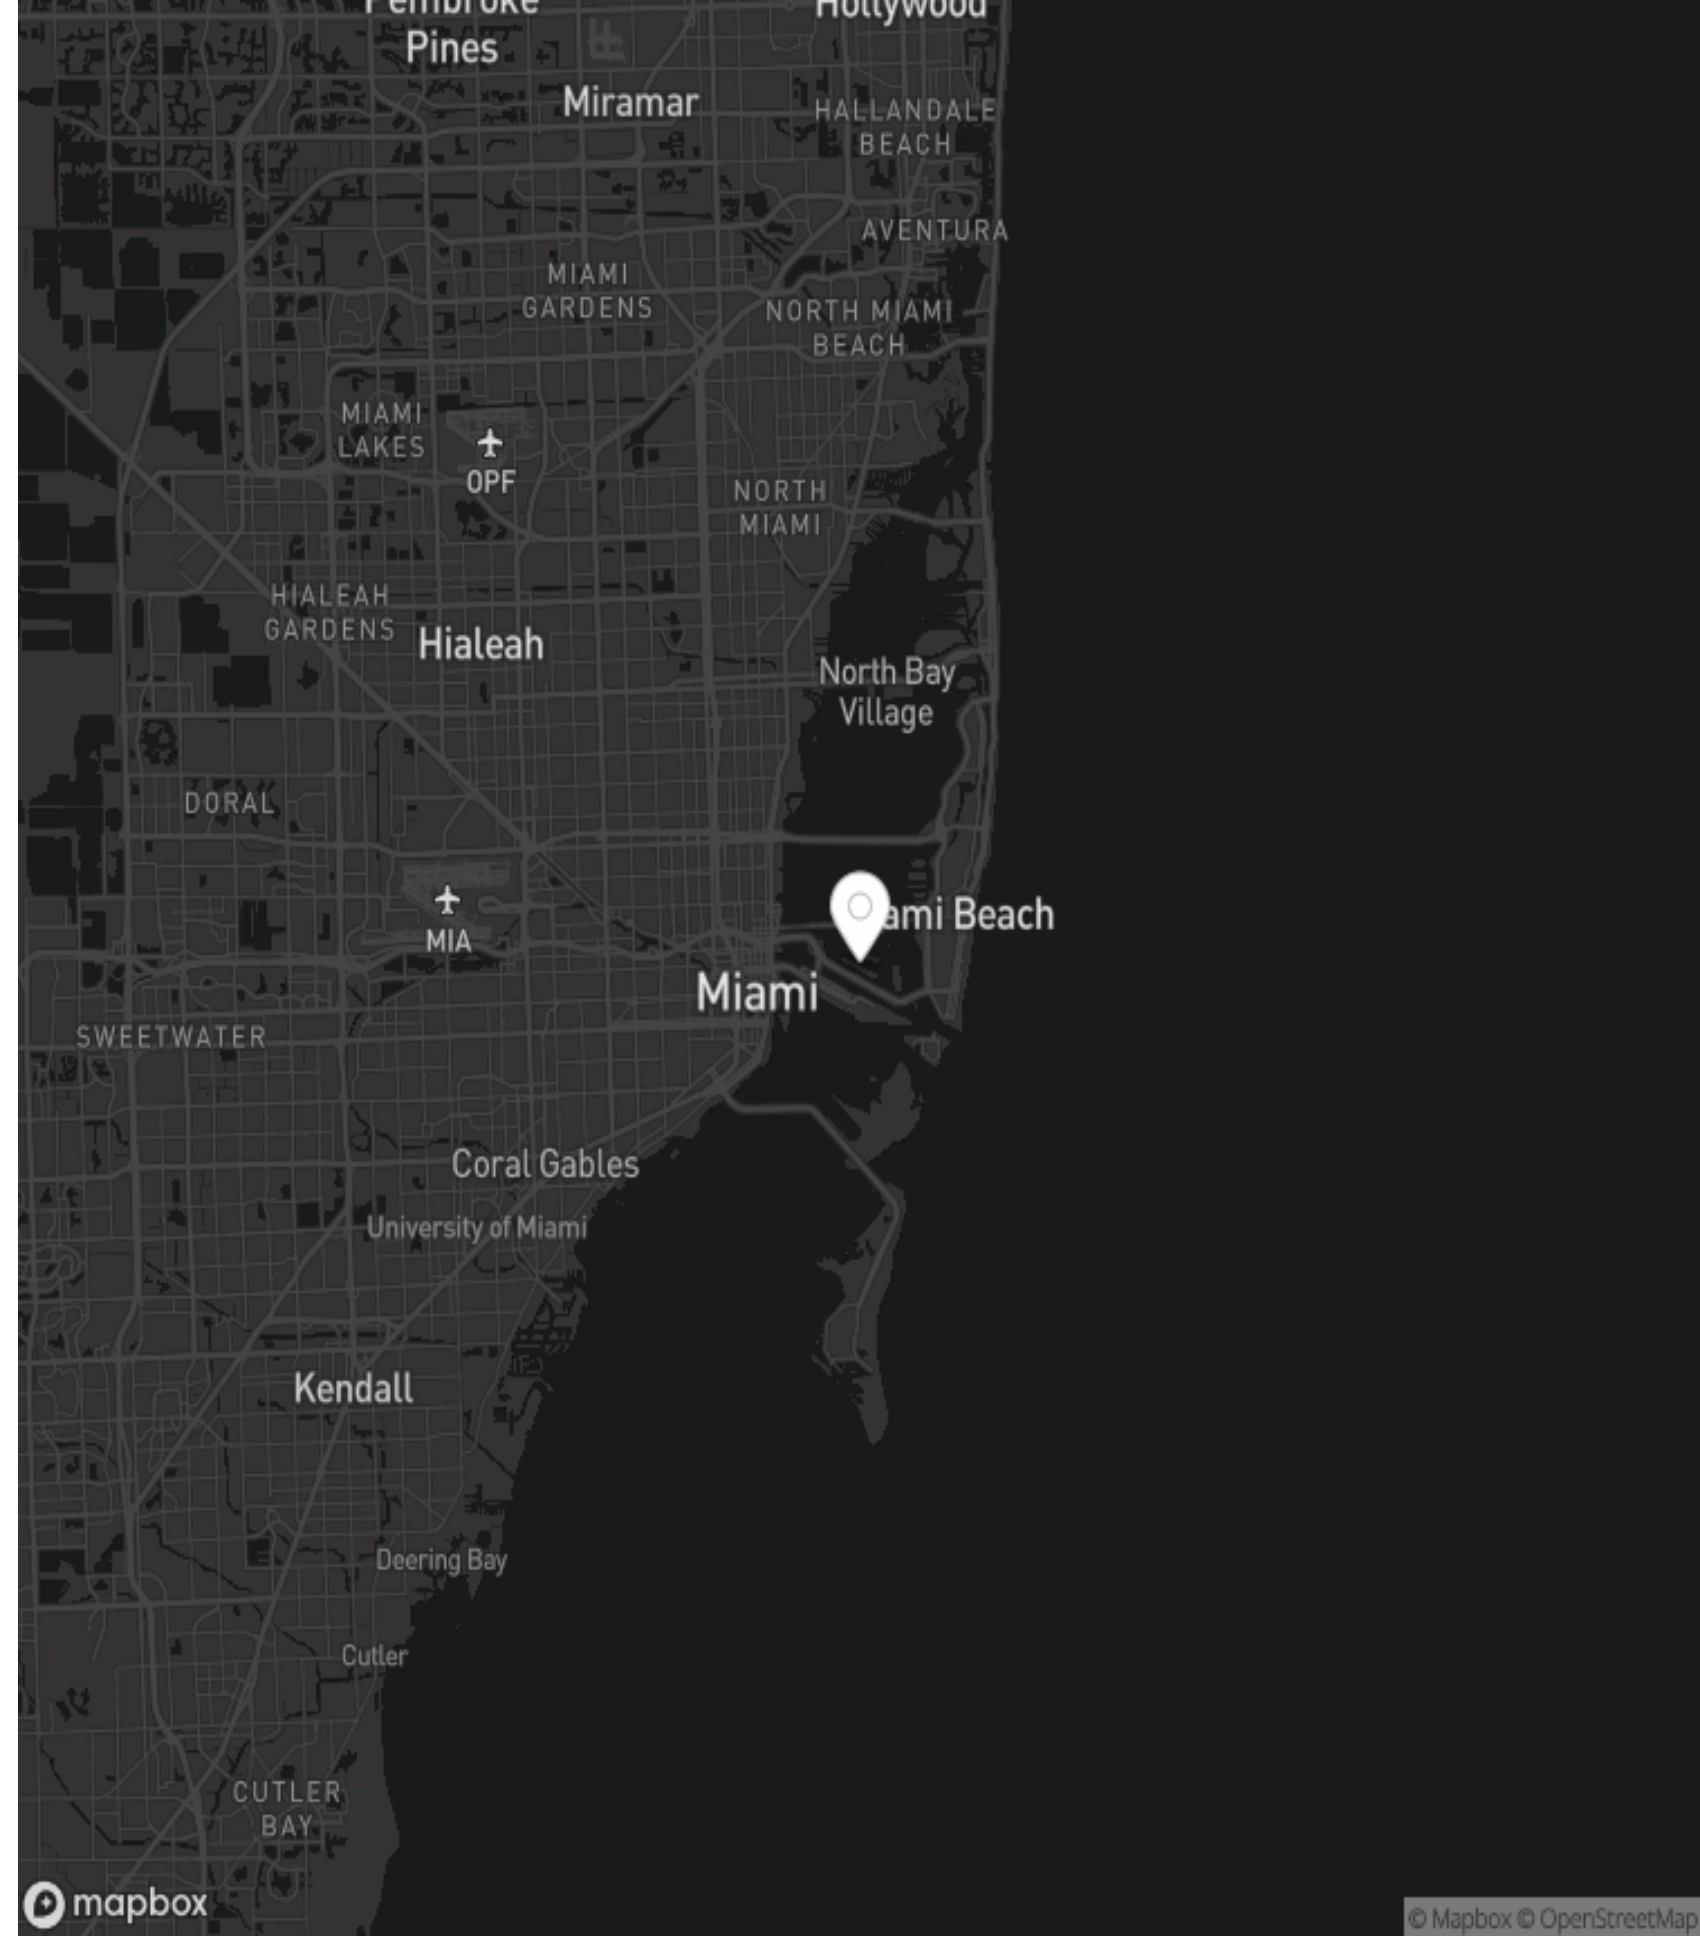 Pembroke
Pines
Hollywood
Miramar
HALLANDALE
BEACH
AVENTURA
MIAMI
GARDENS
NORTH MIAMI
BEACH
MIAMI
LAKES
OPF
NORTH
MIAMI
HIALEAH
GARDENS
Hialeah
North Bay
Village
DORAL
MIA
ami Beach
Miami
SWEETWATER
Coral Gables
University of Miami
Kendall
Deering Bay
Cutler
CUTLER
BAY
mapbox
© Mapbox © OpenStreetMap